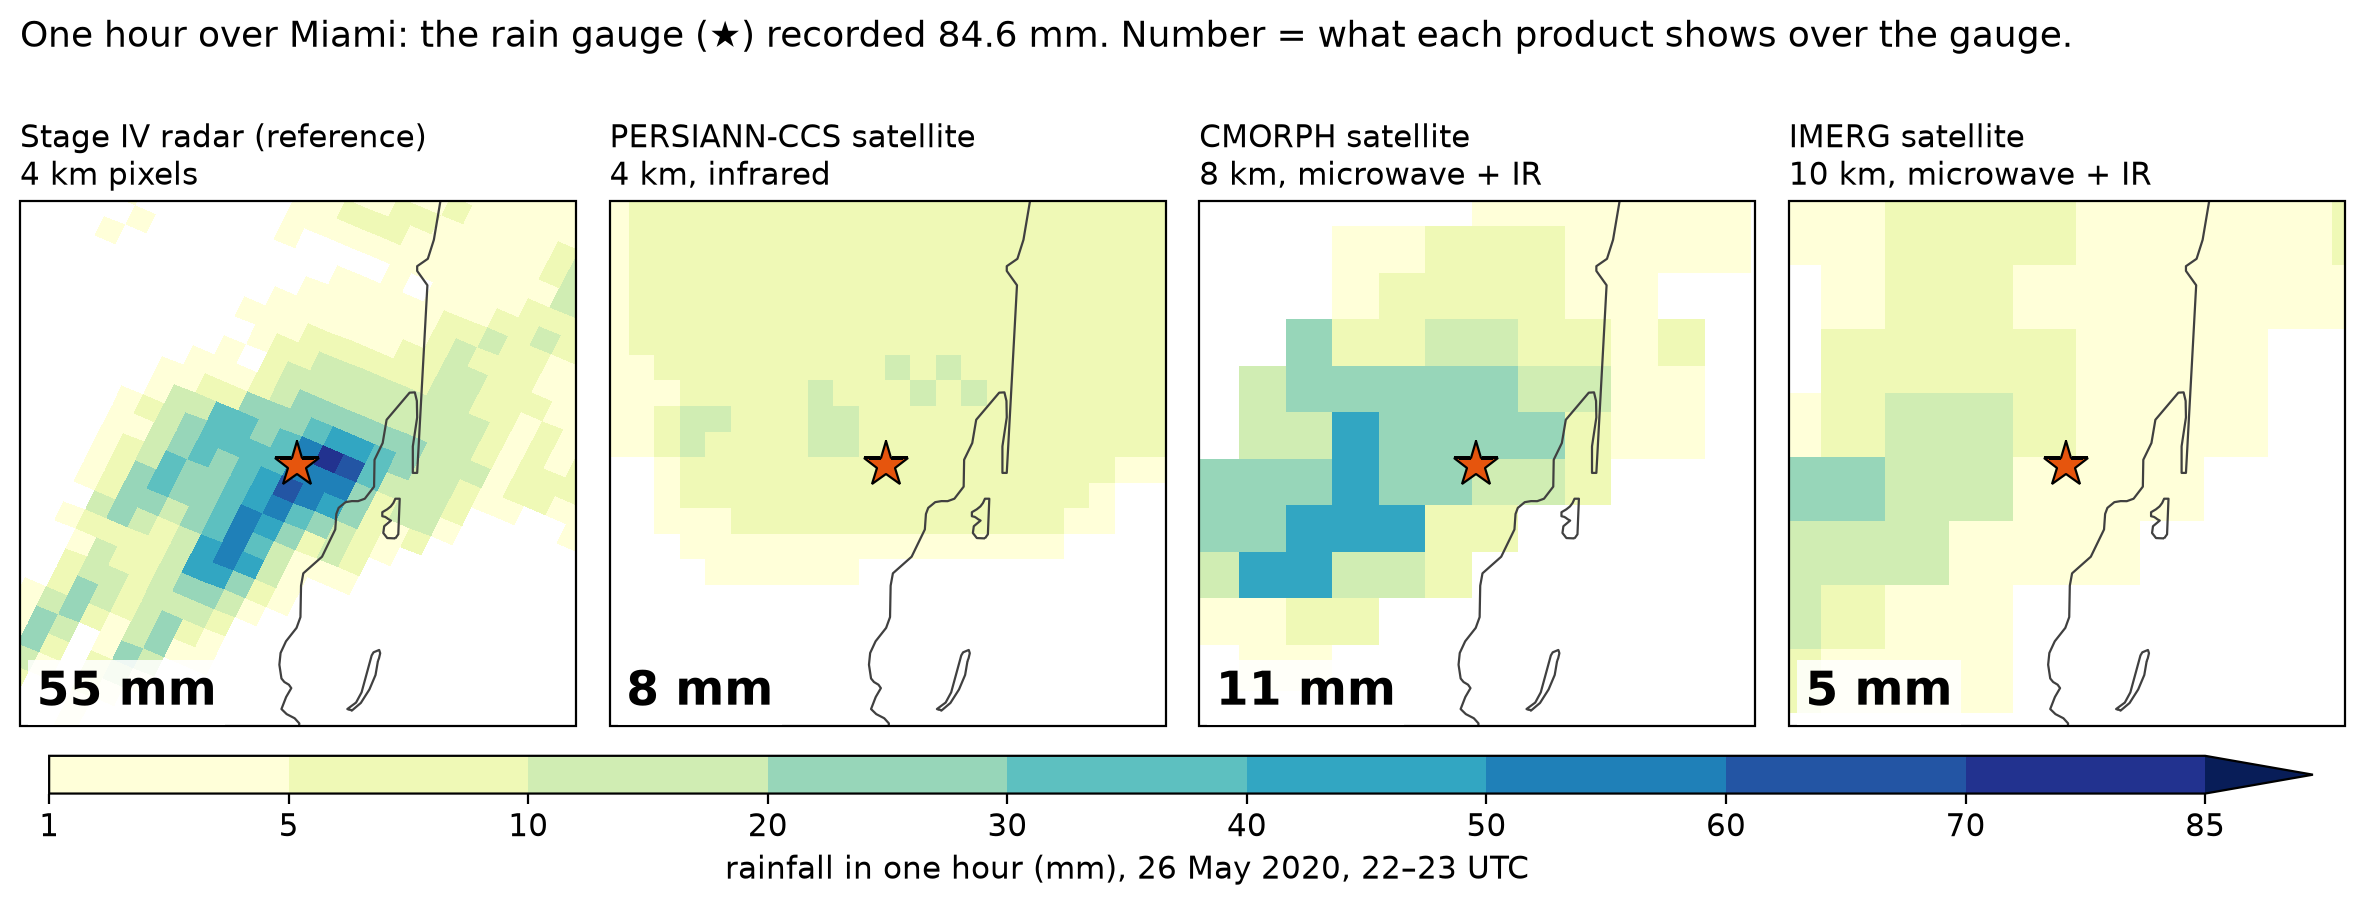 One hour over Miami: the rain gauge (★) recorded 84.6 mm. Number = what each product shows over the gauge.
Stage IV radar (reference)
4 km pixels
PERSIANN-CCS satellite
4 km, infrared
CMORPH satellite
8 km, microwave + IR
IMERG satellite
10 km, microwave + IR
55 mm
8 mm
11 mm
5 mm
1 5 10 20 30 40 50 60 70 85
rainfall in one hour (mm), 26 May 2020, 22–23 UTC